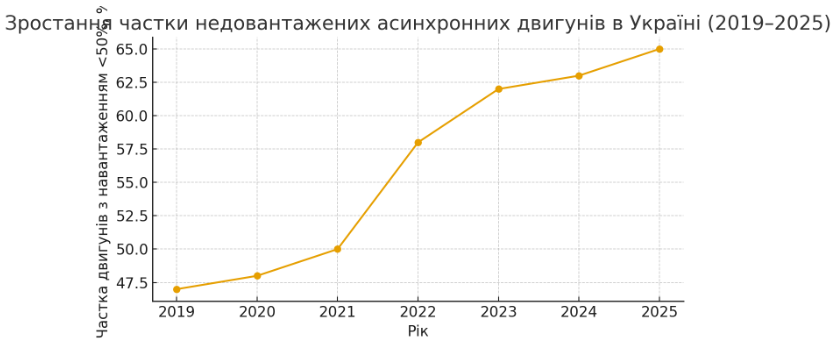 Зростання частки недовантажених асинхронних двигунів в Україні (2019–2025)
Частка двигунів з навантаженням <50%, %
65.0
62.5
60.0
57.5
55.0
52.5
50.0
47.5
2019 2020 2021 2022 2023 2024 2025
Рік